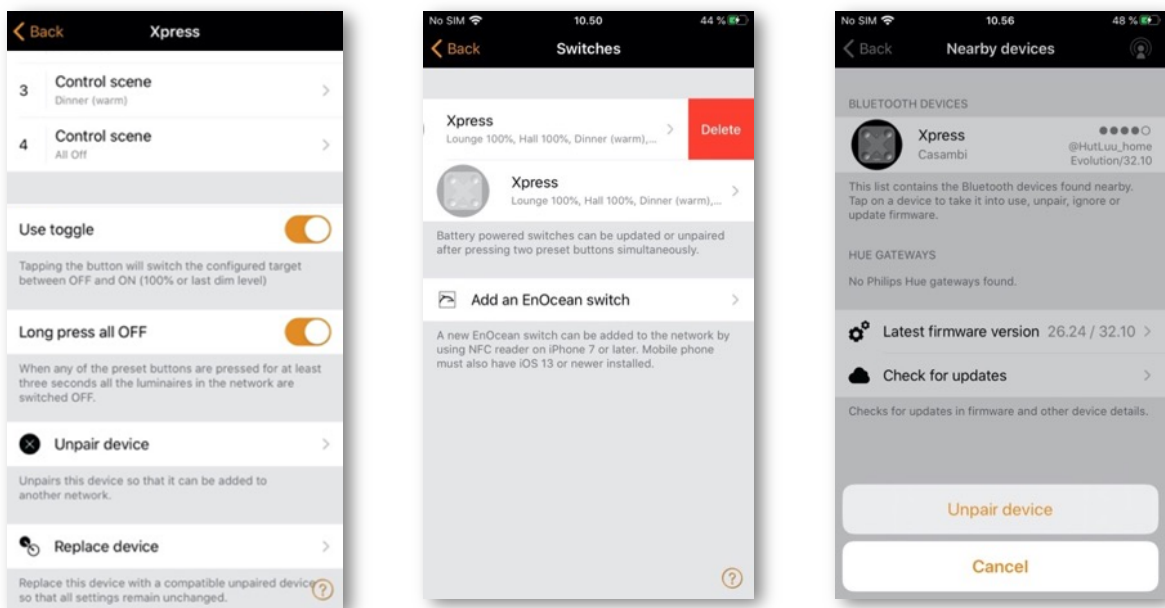 Back Xpress
3 Control scene
Dinner (warm)
4 Control scene
All Off
Use toggle
Tapping the button will switch the configured target
between OFF and ON (100% or last dim level)
Long press all OFF
When any of the preset buttons are pressed for at least
three seconds all the luminaires in the network are
switched OFF.
Unpair device
Unpairs this device so that it can be added to
another network.
Replace device
Replace this device with a compatible unpaired device
so that all settings remain unchanged.
?
No SIM 10.50 44 %
Back Switches
Xpress
Lounge 100%, Hall 100%, Dinner (warm),...
Delete
Xpress
Lounge 100%, Hall 100%, Dinner (warm),...
Battery powered switches can be updated or unpaired
after pressing two preset buttons simultaneously.
Add an EnOcean switch
A new EnOcean switch can be added to the network by
using NFC reader on iPhone 7 or later. Mobile phone
must also have iOS 13 or newer installed.
?
No SIM 10.56 48 %
Back Nearby devices
BLUETOOTH DEVICES
Xpress
Casambi
@HutLuu_home
Evolution/32.10
This list contains the Bluetooth devices found nearby.
Tap on a device to take it into use, unpair, ignore or
update firmware.
HUE GATEWAYS
No Philips Hue gateways found.
Latest firmware version 26.24 / 32.10
Check for updates
Checks for updates in firmware and other device details.
Unpair device
Cancel